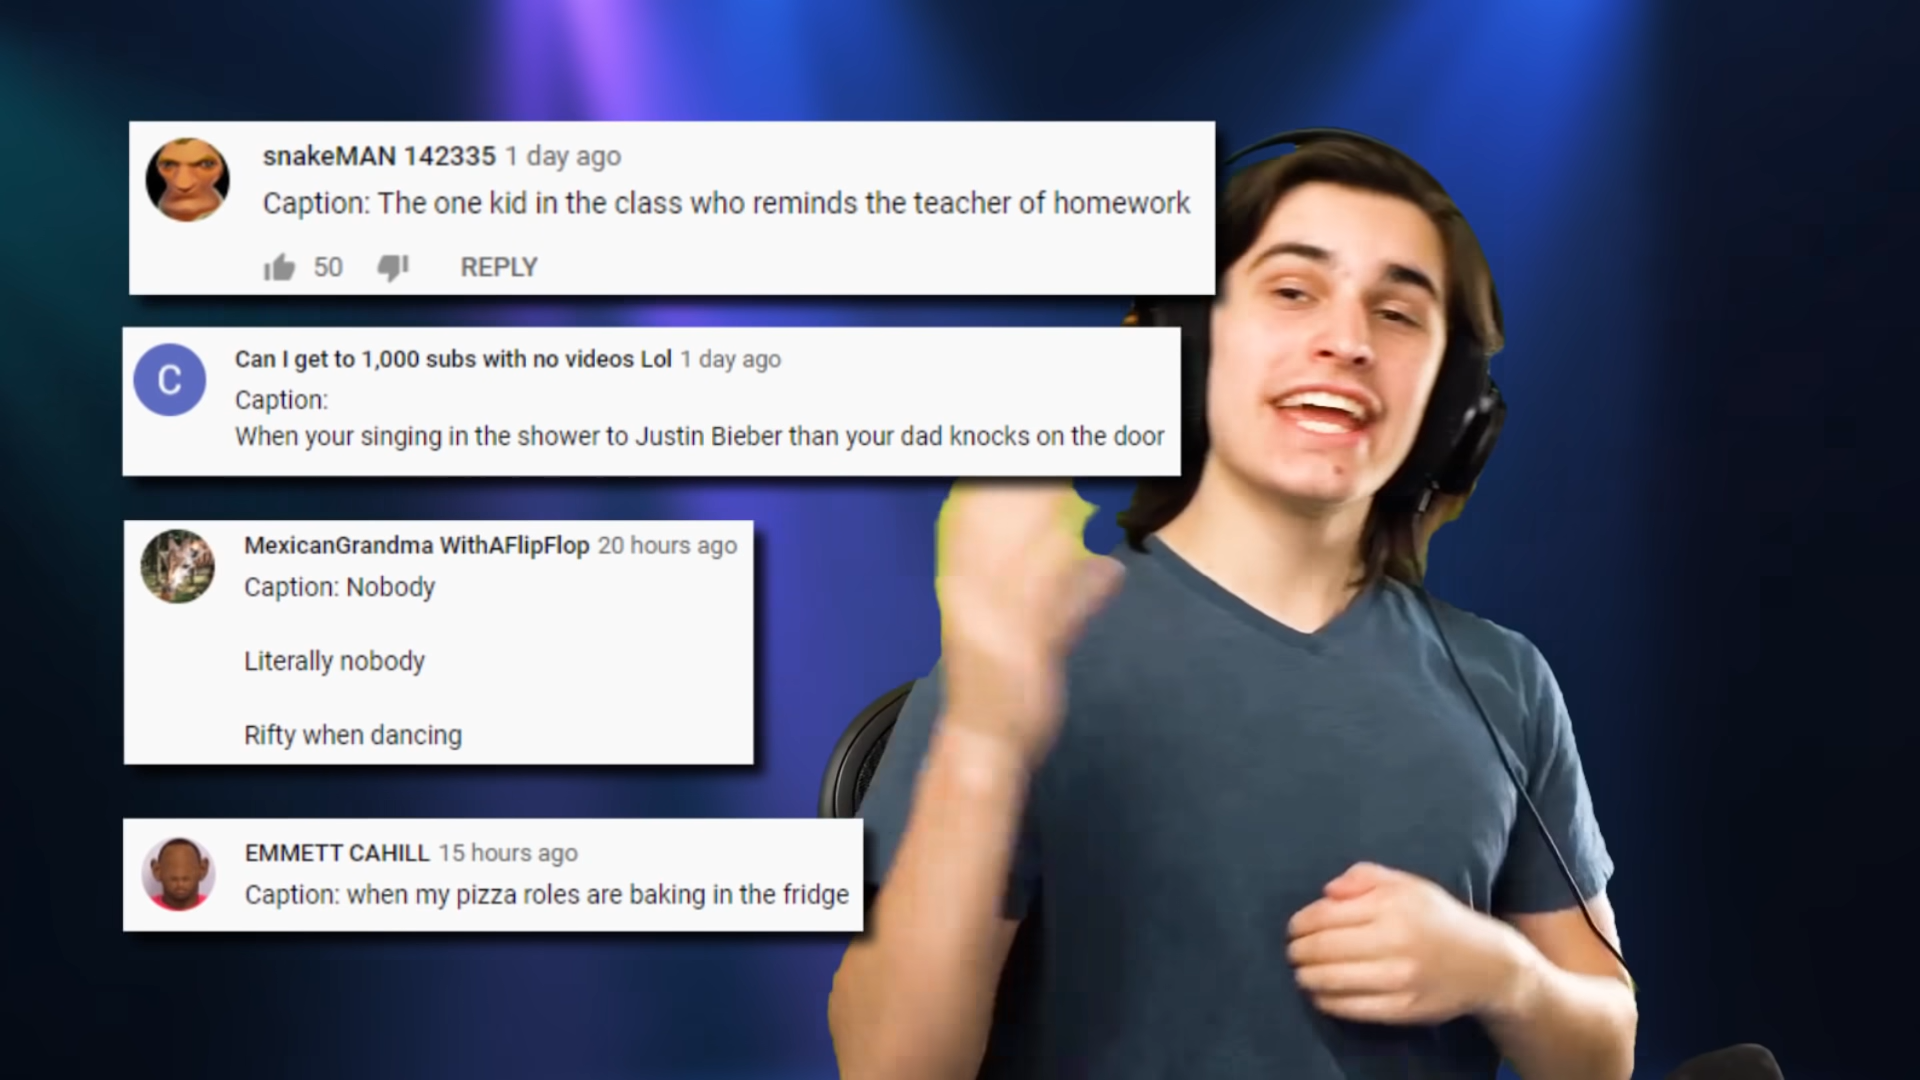 snakeMAN 142335 1 day ago
Caption: The one kid in the class who reminds the teacher of homework
50 REPLY
C
Can I get to 1,000 subs with no videos Lol 1 day ago
Caption:
When your singing in the shower to Justin Bieber than your dad knocks on the door
MexicanGrandma WithAFlipFlop 20 hours ago
Caption: Nobody
Literally nobody
Rifty when dancing
EMMETT CAHILL 15 hours ago
Caption: when my pizza roles are baking in the fridge